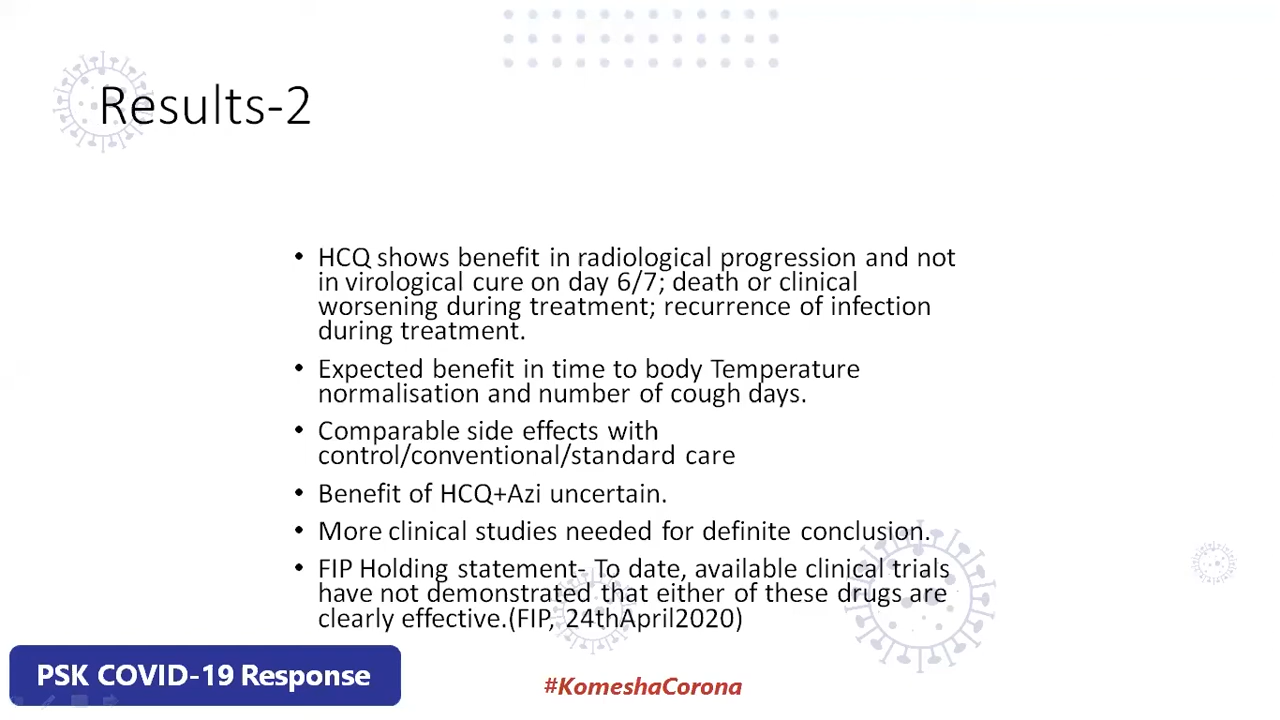 Results-2
• HCQ shows benefit in radiological progression and not
in virological cure on day 6/7; death or clinical
worsening during treatment; recurrence of infection
during treatment.
• Expected benefit in time to body Temperature
normalisation and number of cough days.
• Comparable side effects with
control/conventional/standard care
• Benefit of HCQ+Azi uncertain.
• More clinical studies needed for definite conclusion.
• FIP Holding statement- To date, available clinical trials
have not demonstrated that either of these drugs are
clearly effective.(FIP, 24thApril2020)
PSK COVID-19 Response
#KomeshaCorona